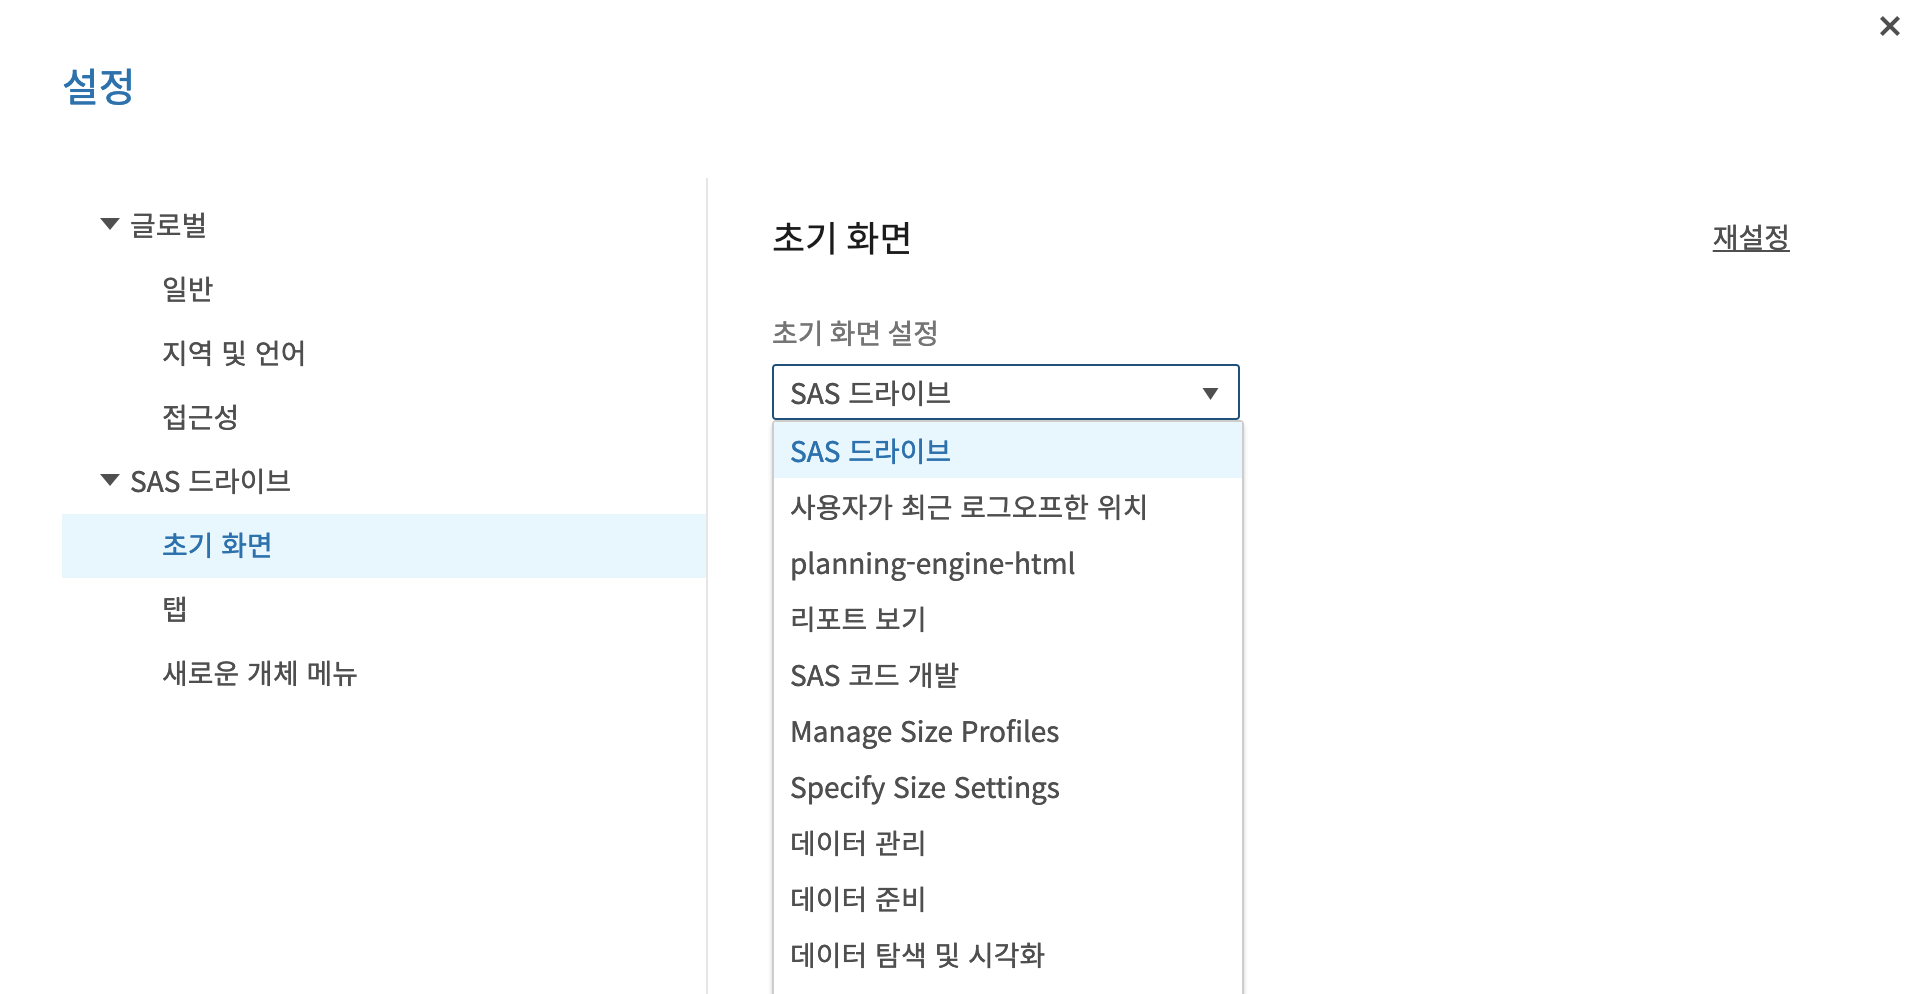 설정
글로벌
일반
지역 및 언어
접근성
SAS 드라이브
초기 화면
탭
새로운 개체 메뉴
초기 화면
재설정
초기 화면 설정
SAS 드라이브
SAS 드라이브
사용자가 최근 로그오프한 위치
planning-engine-html
리포트 보기
SAS 코드 개발
Manage Size Profiles
Specify Size Settings
데이터 관리
데이터 준비
데이터 탐색 및 시각화